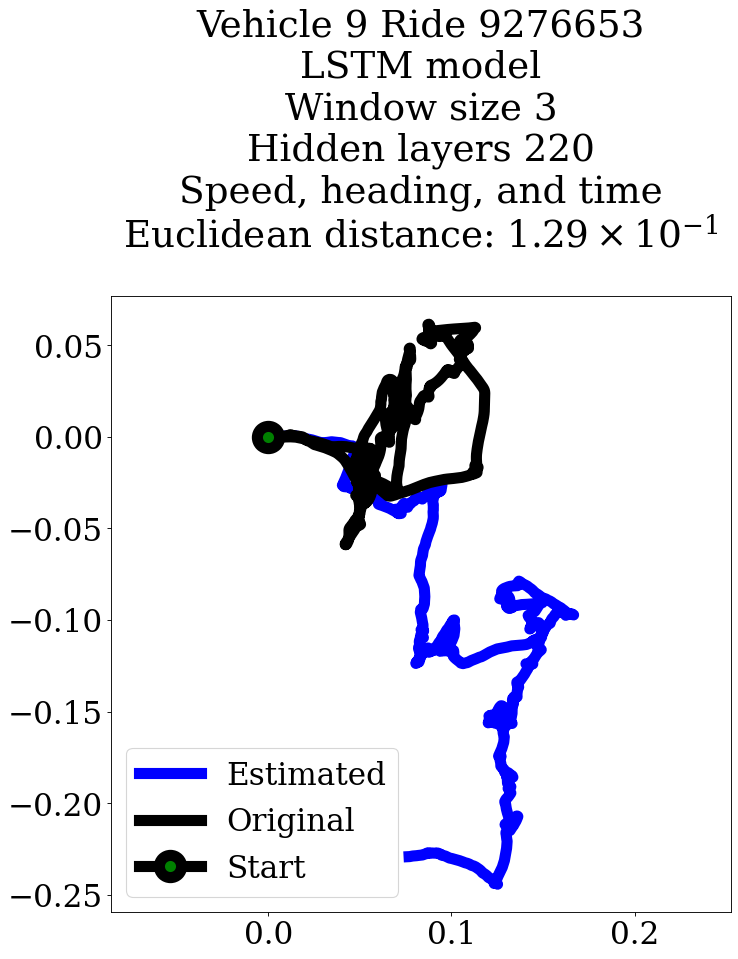 Vehicle 9 Ride 9276653
LSTM model
Window size 3
Hidden layers 220
Speed, heading, and time
Euclidean distance: 1.29 × 10⁻¹
0.05
0.00
−0.05
−0.10
−0.15
−0.20
−0.25
Estimated
Original
Start
0.0 0.1 0.2